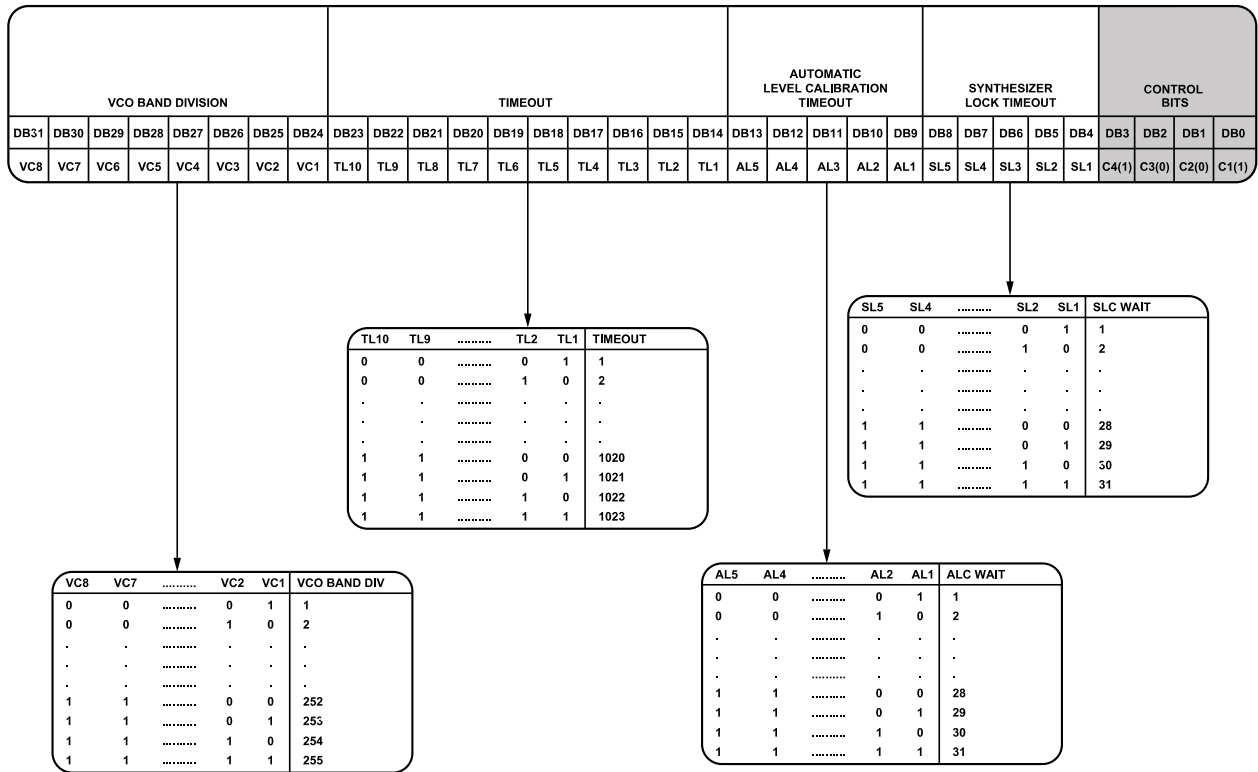 VCO BAND DIVISION
TIMEOUT
AUTOMATIC
LEVEL CALIBRATION
TIMEOUT
SYNTHESIZER
LOCK TIMEOUT
CONTROL
BITS
DB31 DB30 DB29 DB28 DB27 DB26 DB25 DB24 DB23 DB22 DB21 DB20 DB19 DB18 DB17 DB16 DB15 DB14 DB13 DB12 DB11 DB10 DB9 DB8 DB7 DB6 DB5 DB4 DB3 DB2 DB1 DB0
VC8 VC7 VC6 VC5 VC4 VC3 VC2 VC1 TL10 TL9 TL8 TL7 TL6 TL5 TL4 TL3 TL2 TL1 AL5 AL4 AL3 AL2 AL1 SL5 SL4 SL3 SL2 SL1 C4(1) C3(0) C2(0) C1(1)
SL5 SL4 .......... SL2 SL1 SLC WAIT
0 0 .......... 0 1 1
0 0 .......... 1 0 2
. . .......... . . .
. . .......... . . .
. . .......... . . .
1 1 .......... 0 0 28
1 1 .......... 0 1 29
1 1 .......... 1 0 30
1 1 .......... 1 1 31
TL10 TL9 .......... TL2 TL1 TIMEOUT
0 0 .......... 0 1 1
0 0 .......... 1 0 2
. . .......... . . .
. . .......... . . .
. . .......... . . .
1 1 .......... 0 0 1020
1 1 .......... 0 1 1021
1 1 .......... 1 0 1022
1 1 .......... 1 1 1023
VC8 VC7 .......... VC2 VC1 VCO BAND DIV
0 0 .......... 0 1 1
0 0 .......... 1 0 2
. . .......... . . .
. . .......... . . .
. . .......... . . .
1 1 .......... 0 0 252
1 1 .......... 0 1 253
1 1 .......... 1 0 254
1 1 .......... 1 1 255
AL5 AL4 .......... AL2 AL1 ALC WAIT
0 0 .......... 0 1 1
0 0 .......... 1 0 2
. . .......... . . .
. . .......... . . .
. . .......... . . .
1 1 .......... 0 0 28
1 1 .......... 0 1 29
1 1 .......... 1 0 30
1 1 .......... 1 1 31